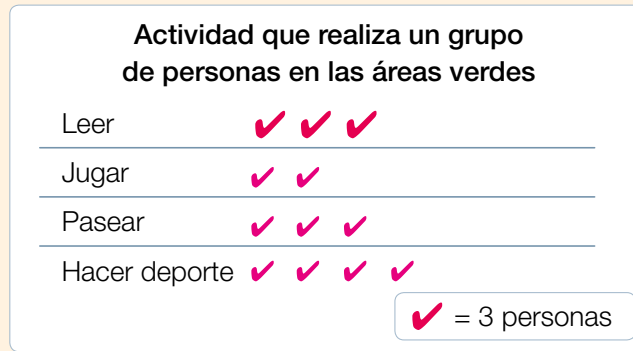 Actividad que realiza un grupo
de personas en las áreas verdes
Leer ✔ ✔ ✔
Jugar ✔ ✔
Pasear ✔ ✔ ✔
Hacer deporte ✔ ✔ ✔ ✔
✔ = 3 personas